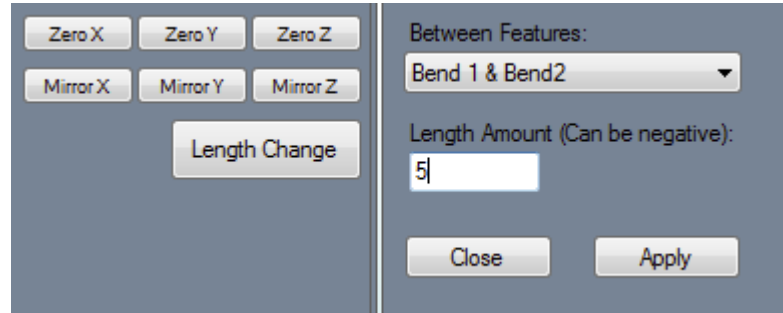 Zero X Zero Y Zero Z
Mirror X Mirror Y Mirror Z
Length Change
Between Features:
Bend 1 & Bend2
Length Amount (Can be negative):
5
Close Apply